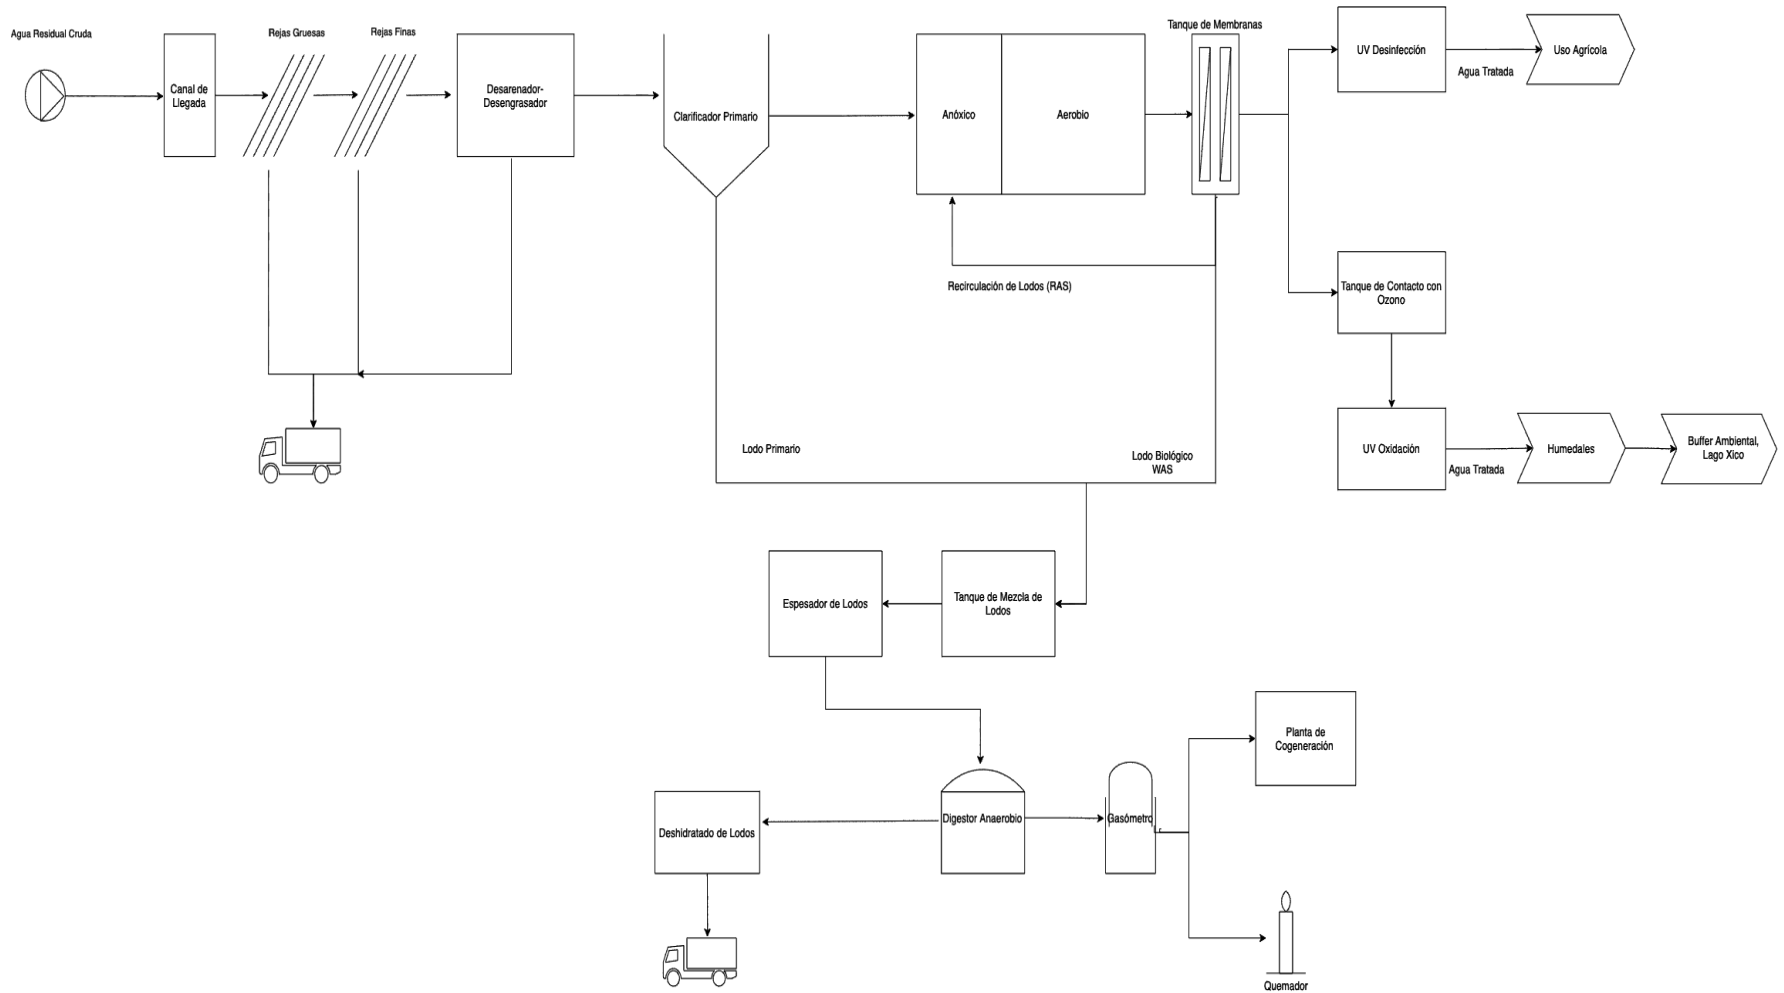 Agua Residual Cruda
Rejas Gruesas
Rejas Finas
Tanque de Membranas
Canal de
Llegada
Desarenador-
Desengrasador
Clarificador Primario
Anóxico
Aerobio
UV Desinfección
Agua Tratada
Uso Agrícola
Recirculación de Lodos (RAS)
Tanque de Contacto con
Ozono
Lodo Primario
Lodo Biológico
WAS
UV Oxidación
Agua Tratada
Humedales
Buffer Ambiental,
Lago Xico
Espesador de Lodos
Tanque de Mezcla de
Lodos
Planta de
Cogeneración
Deshidratado de Lodos
Digestor Anaerobio
Gasómetro
Quemador